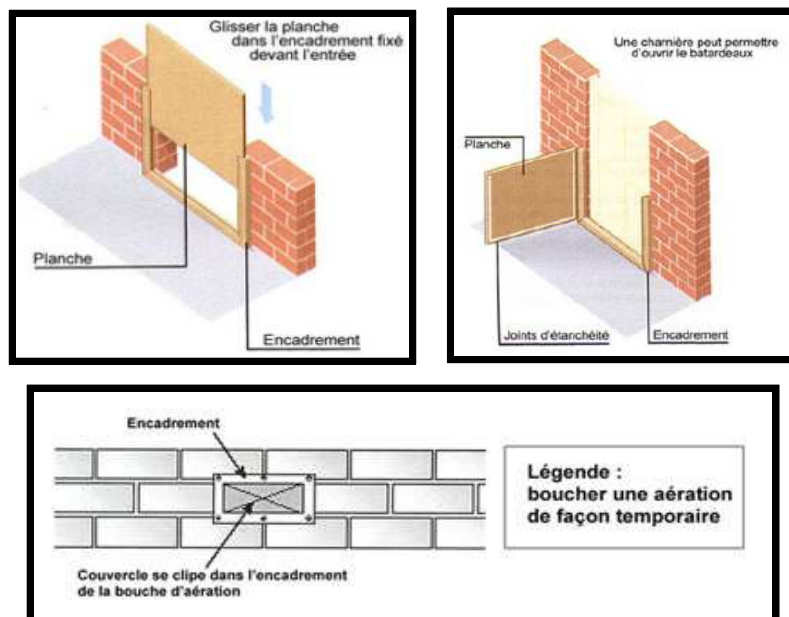 Glisser la planche
dans l'encadrement fixé
devant l'entrée
Planche
Encadrement
Une charnière peut permettre
d'ouvrir le batardeaux
Planche
Joints d'étanchéité
Encadrement
Encadrement
Légende :
boucher une aération
de façon temporaire
Couvercle se clipe dans l'encadrement
de la bouche d'aération